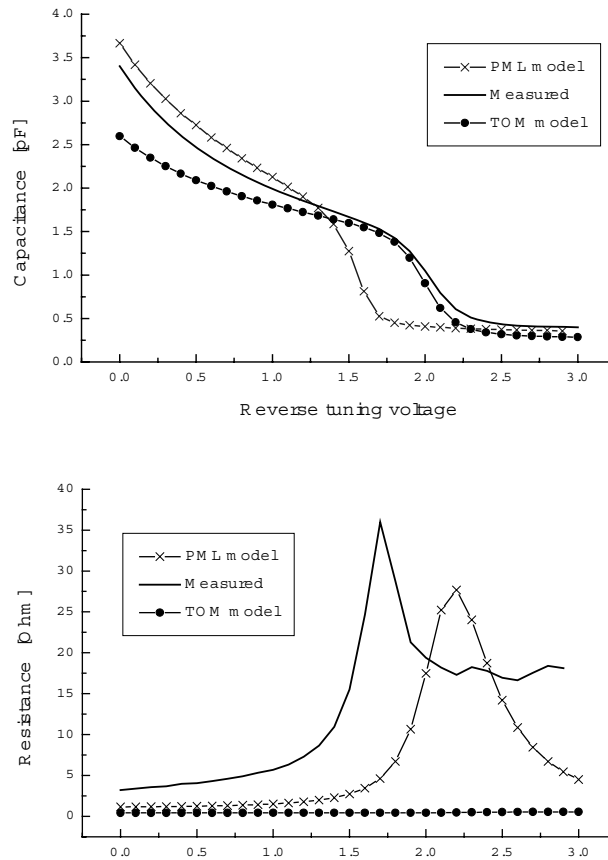 4.0
3.5
3.0
2.5
2.0
1.5
1.0
0.5
0.0
Capacitance [pF]
PML model
Measured
TOM model
0.0 0.5 1.0 1.5 2.0 2.5 3.0
Reverse tuning voltage
40
35
30
25
20
15
10
5
0
Resistance [Ohm]
PML model
Measured
TOM model
0.0 0.5 1.0 1.5 2.0 2.5 3.0